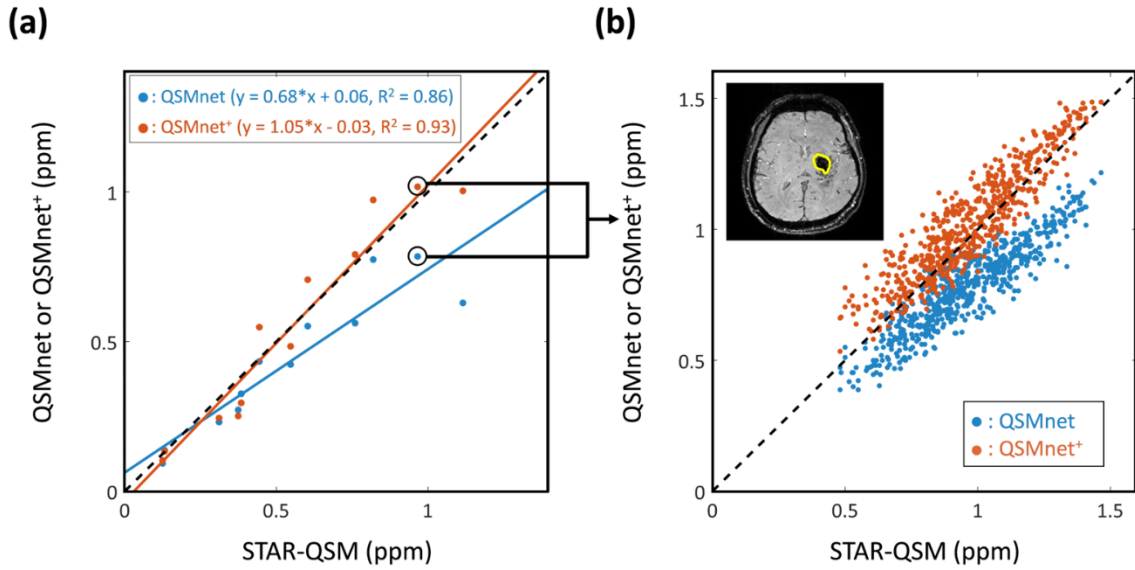 (a)
(b)
QSMnet or QSMnet⁺ (ppm)
● : QSMnet (y = 0.68*x + 0.06, R² = 0.86)
● : QSMnet⁺ (y = 1.05*x - 0.03, R² = 0.93)
1
0.5
0
0
0.5
1
STAR-QSM (ppm)
QSMnet or QSMnet⁺ (ppm)
1.5
1
0.5
0
● : QSMnet
● : QSMnet⁺
0
0.5
1
1.5
STAR-QSM (ppm)